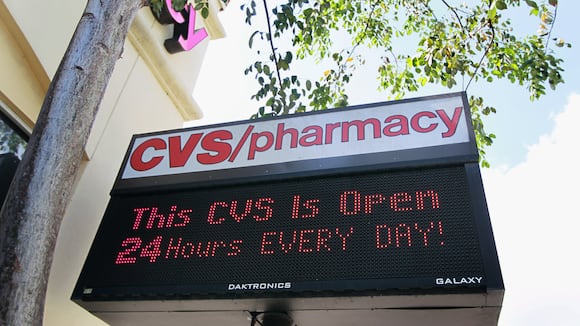 CVS/pharmacy
This CVS Is Open
24 Hours EVERY DAY!
DAKTRONICS GALAXY